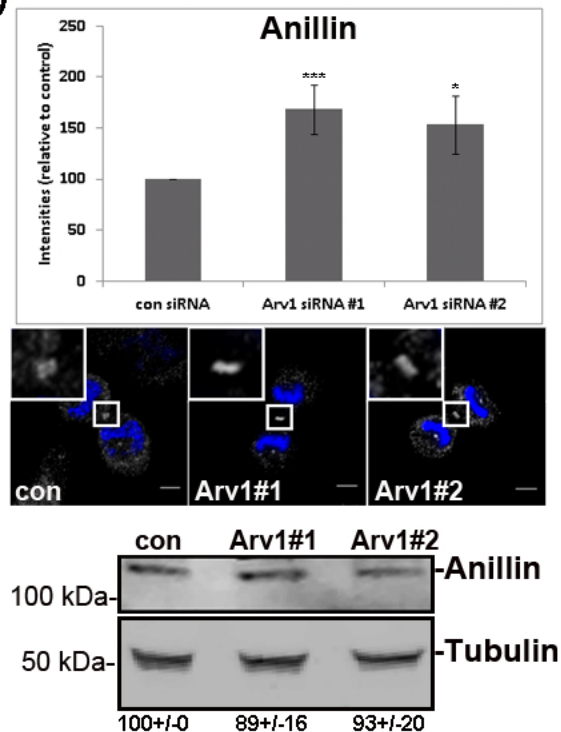 Anillin
Intensities (relative to control)
250
200
150
100
50
0
***
*
con siRNA Arv1 siRNA #1 Arv1 siRNA #2
con Arv1#1 Arv1#2
con Arv1#1 Arv1#2
-Anillin
100 kDa-
50 kDa-
-Tubulin
100+/-0 89+/-16 93+/-20